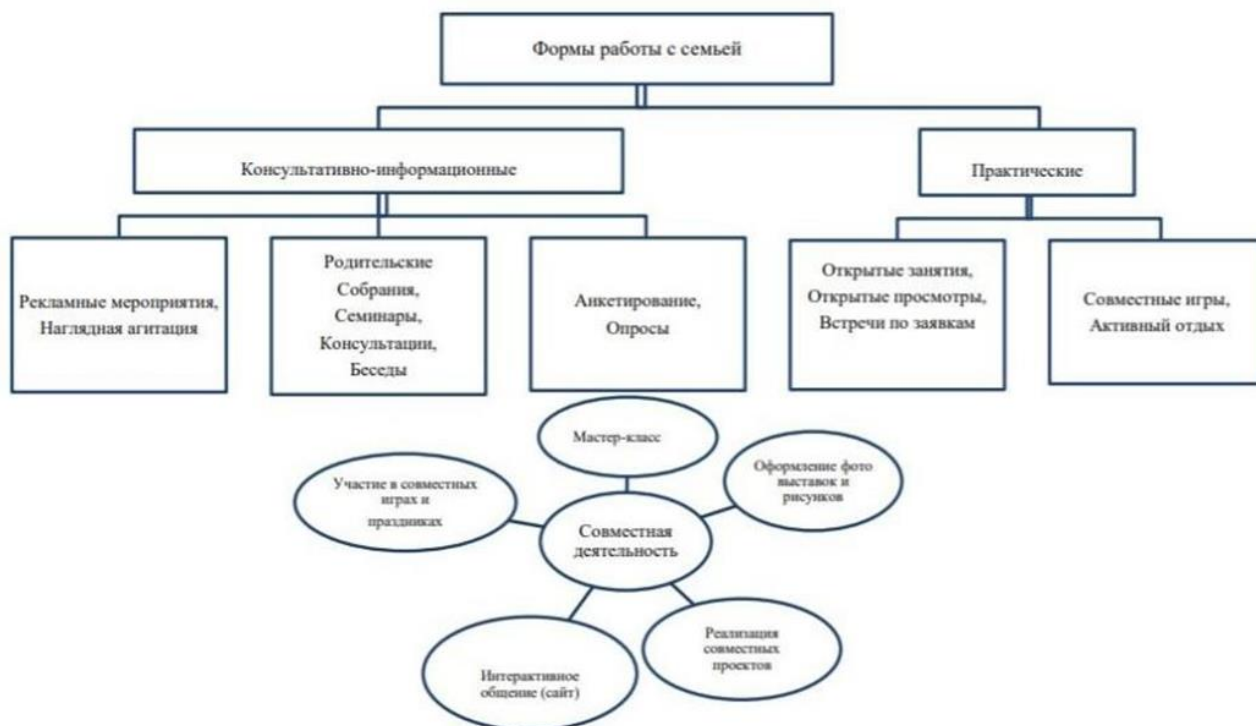 Формы работы с семьей
Консультативно-информационные
Практические
Рекламные мероприятия,
Наглядная агитация
Родительские
Собрания,
Семинары,
Консультации,
Беседы
Анкетирование,
Опросы
Открытые занятия,
Открытые просмотры,
Встречи по заявкам
Совместные игры,
Активный отдых
Мастер-класс
Участие в совместных
играх и
праздниках
Оформление фото
выставок и
рисунков
Совместная
деятельность
Интерактивное
общение (сайт)
Реализация
совместных
проектов